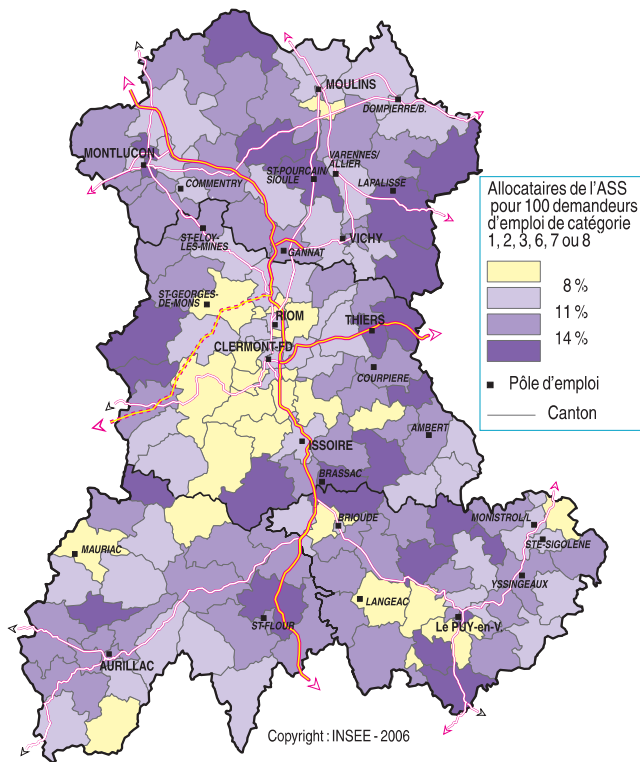 MOULINS
DOMPIERRE/B.
MONTLUCON
VARENNES/
ALLIER
ST-POURCAIN/
SIOULE
COMMENTRY
LAPALISSE
ST-ELOY-
LES-MINES
VICHY
GANNAT
ST-GEORGES-
DE-MONS
RIOM
THIERS
CLERMONT-FD
COURPIERE
AMBERT
ISSOIRE
BRASSAC
BRIOUDE
MONISTROL/L
STE-SIGOLENE
MAURIAC
YSSINGEAUX
LANGEAC
ST-FLOUR
Le PUY-en-V.
AURILLAC
Allocataires de l'ASS
pour 100 demandeurs
d'emploi de catégorie
1, 2, 3, 6, 7 ou 8
8 %
11 %
14 %
Pôle d'emploi
Canton
Copyright : INSEE - 2006